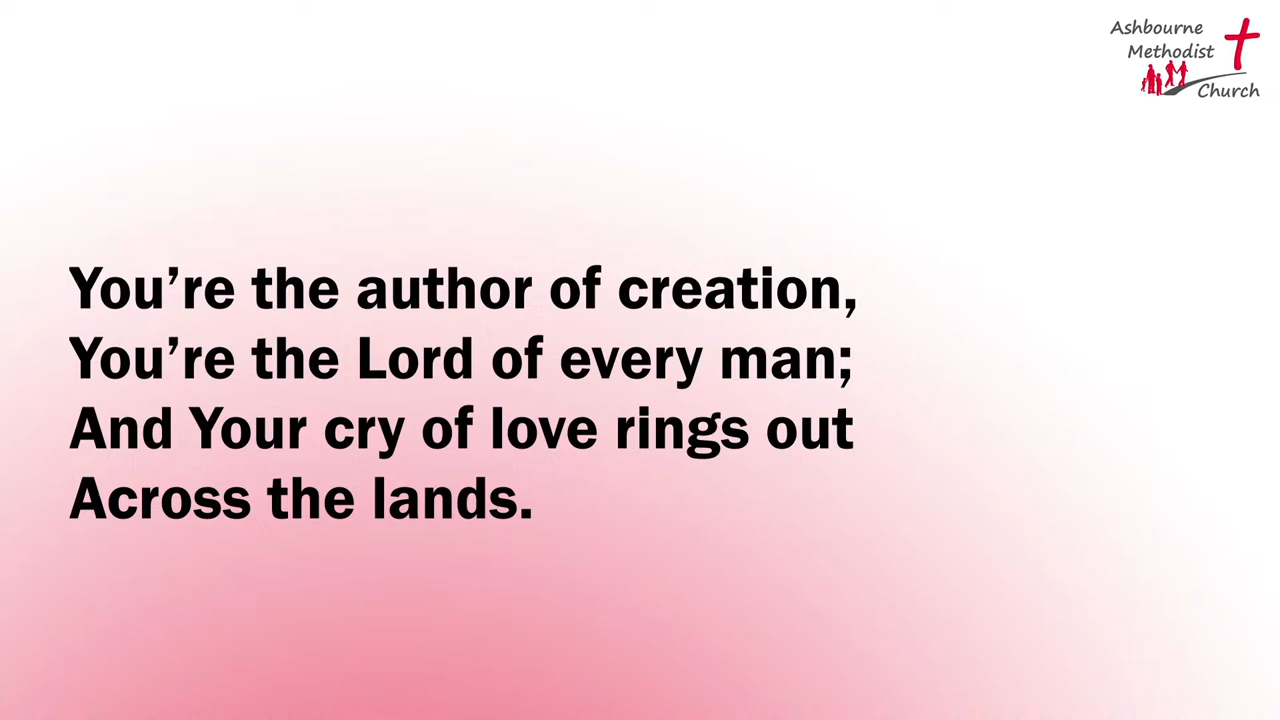 Ashbourne
Methodist
Church
You’re the author of creation,
You’re the Lord of every man;
And Your cry of love rings out
Across the lands.